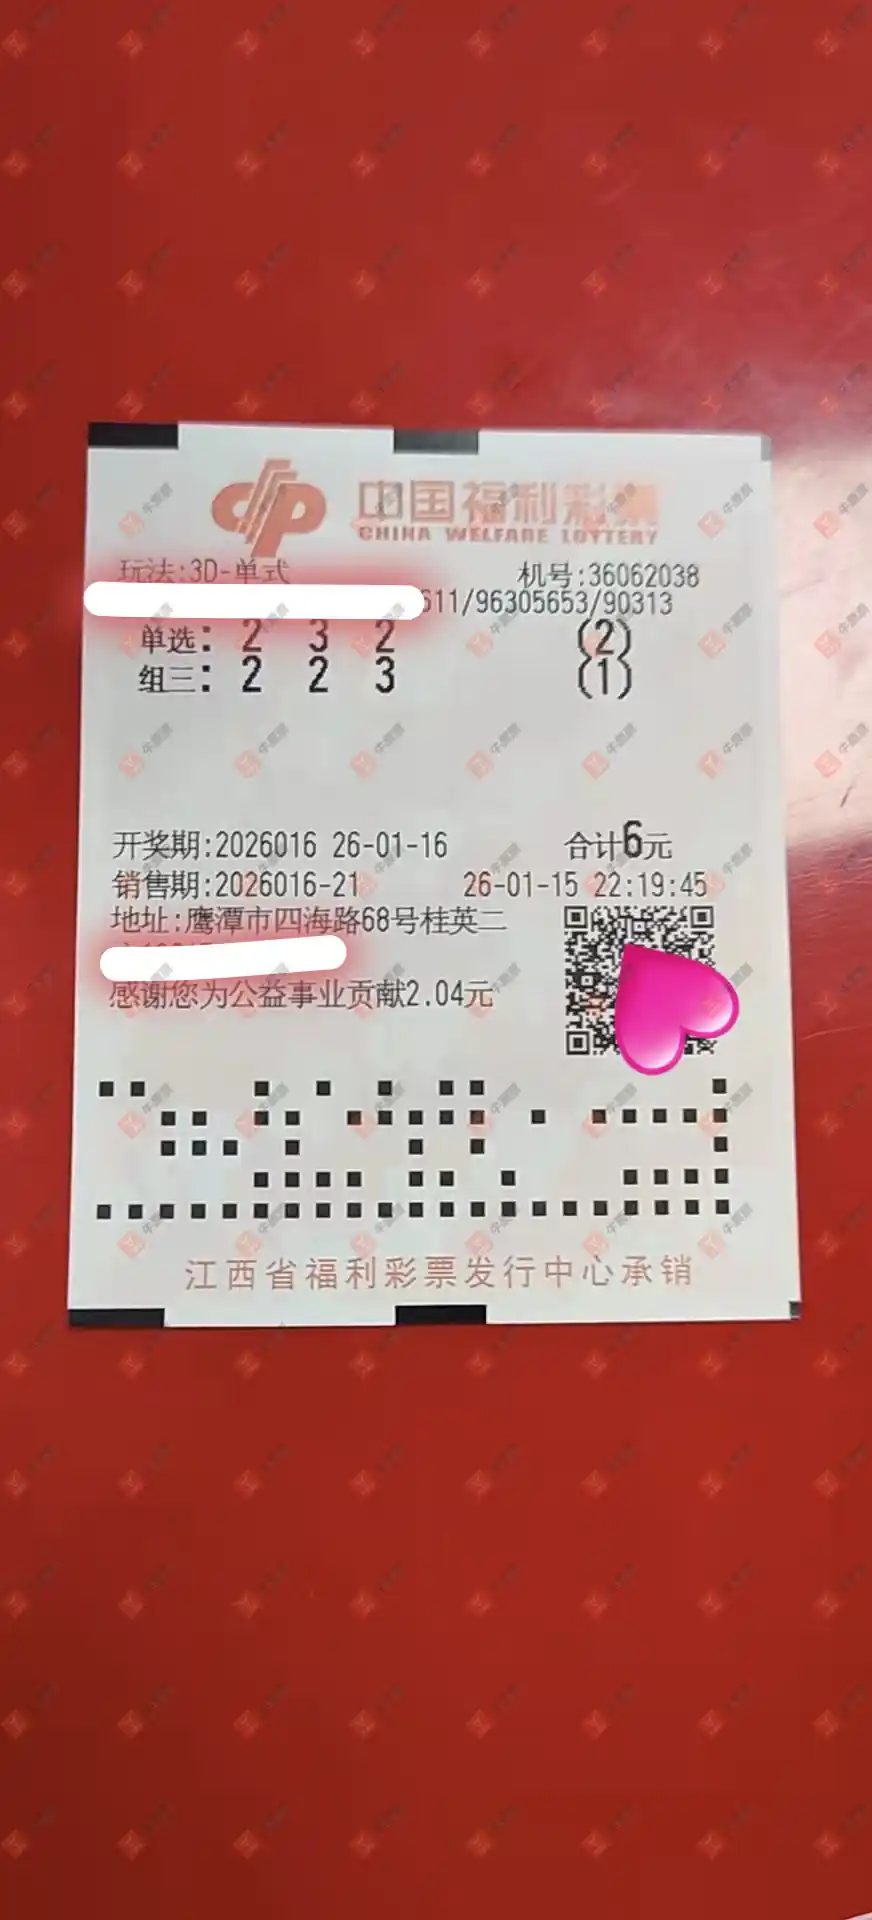 中国福利彩票
CHINA WELFARE LOTTERY
玩法:3D-单式 机号:36062038
611/96305653/90313
单选: 2 3 2 (2)
组三: 2 2 3 (1)
开奖期:2026016 26-01-16 合计6元
销售期:2026016-21 26-01-15 22:19:45
地址:鹰潭市四海路68号桂英二
感谢您为公益事业贡献2.04元
江西省福利彩票发行中心承销